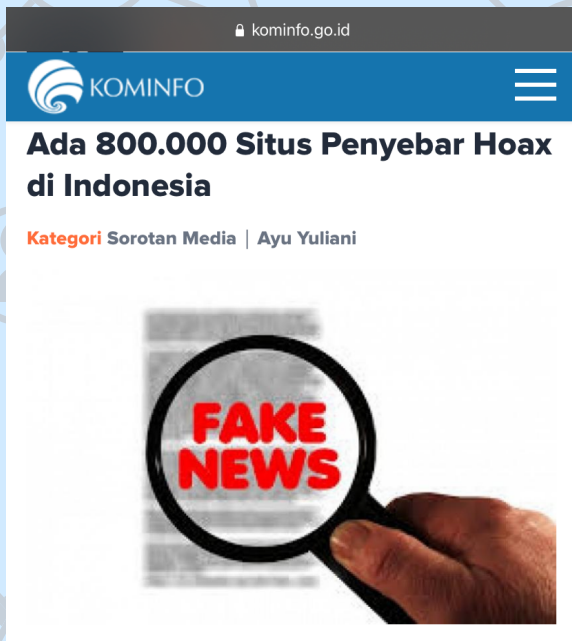 kominfo.go.id
KOMINFO
Ada 800.000 Situs Penyebar Hoax
di Indonesia
Kategori Sorotan Media | Ayu Yuliani
FAKE
NEWS